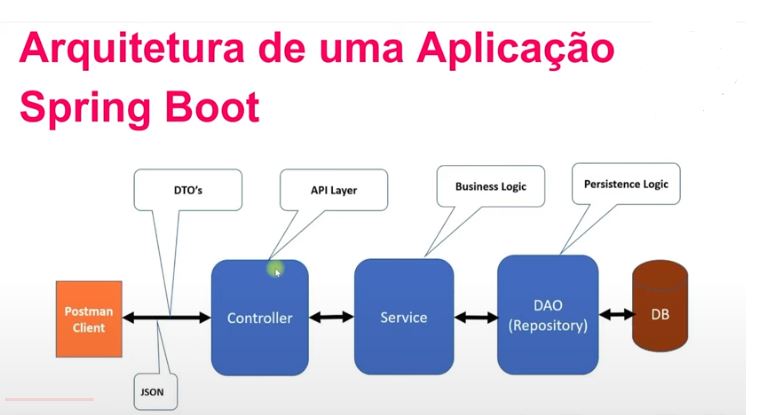 Arquitetura de uma Aplicação
Spring Boot
DTO's
API Layer
Business Logic
Persistence Logic
Postman
Client
Controller
Service
DAO
(Repository)
DB
JSON